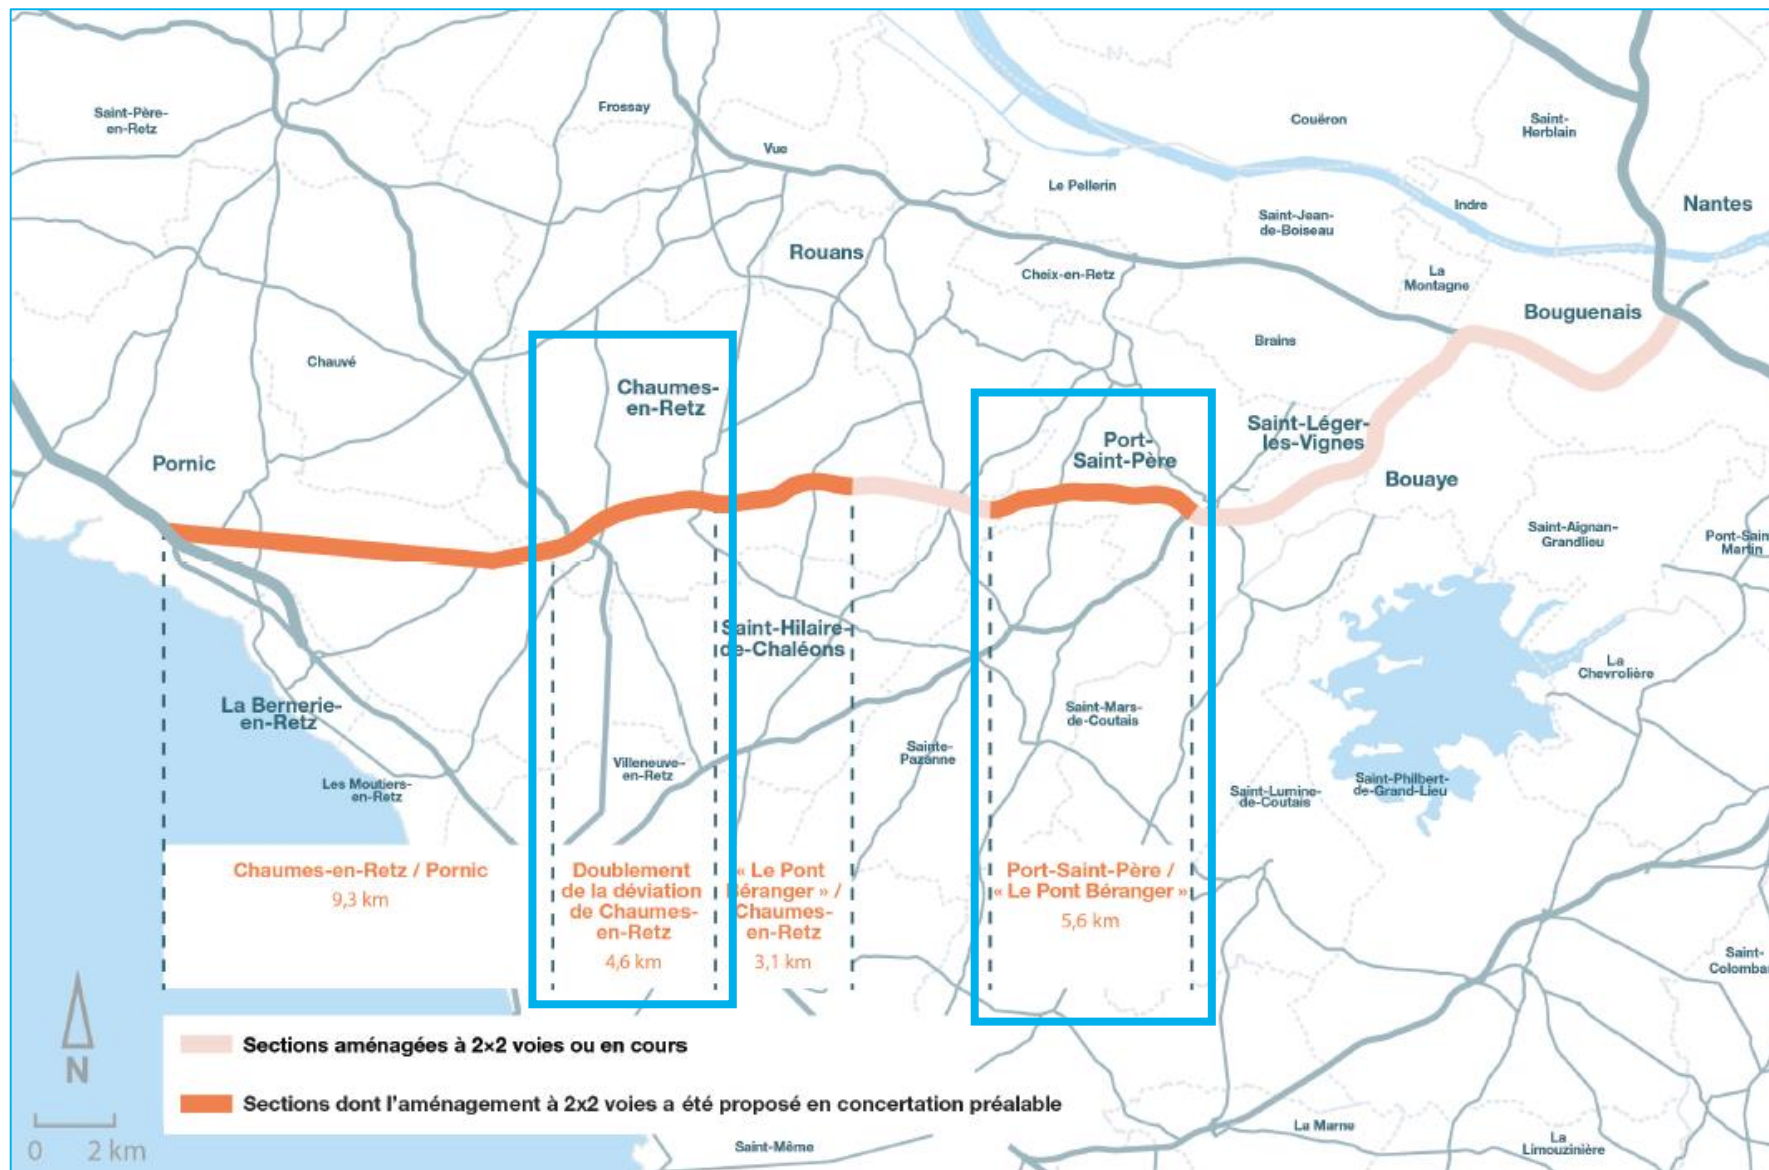 Saint-Père-
en-Retz
Frossay
Vue
Couëron
Saint-
Herblain
Le Pellerin
Indre
Nantes
Saint-Jean-
de-Boiseau
Rouans
Cheix-en-Retz
La
Montagne
Bouguenais
Brains
Chauvé
Chaumes-
en-Retz
Saint-Léger-
les-Vignes
Port-
Saint-Père
Pornic
Bouaye
Saint-Aignan-
Grandlieu
Pont-Sain
Martin
Saint-Hilaire-
de-Chaléons
La
Chevrolière
La Bernerie-
en-Retz
Saint-Mars-
de-Coutais
Sainte-
Pazanne
Villeneuve-
en-Retz
Les Moutiers-
en-Retz
Saint-Lumine-
de-Coutais
Saint-Philbert-
de-Grand-Lieu
Chaumes-en-Retz / Pornic
9,3 km
Doublement
de la déviation
de Chaumes-
en-Retz
4,6 km
« Le Pont
Béranger » /
Chaumes-
en-Retz
3,1 km
Port-Saint-Père /
« Le Pont Béranger »
5,6 km
Saint-
Colomba
N
0 2 km
Sections aménagées à 2×2 voies ou en cours
Sections dont l'aménagement à 2x2 voies a été proposé en concertation préalable
Saint-Même
La Marne
La
Limouzinière